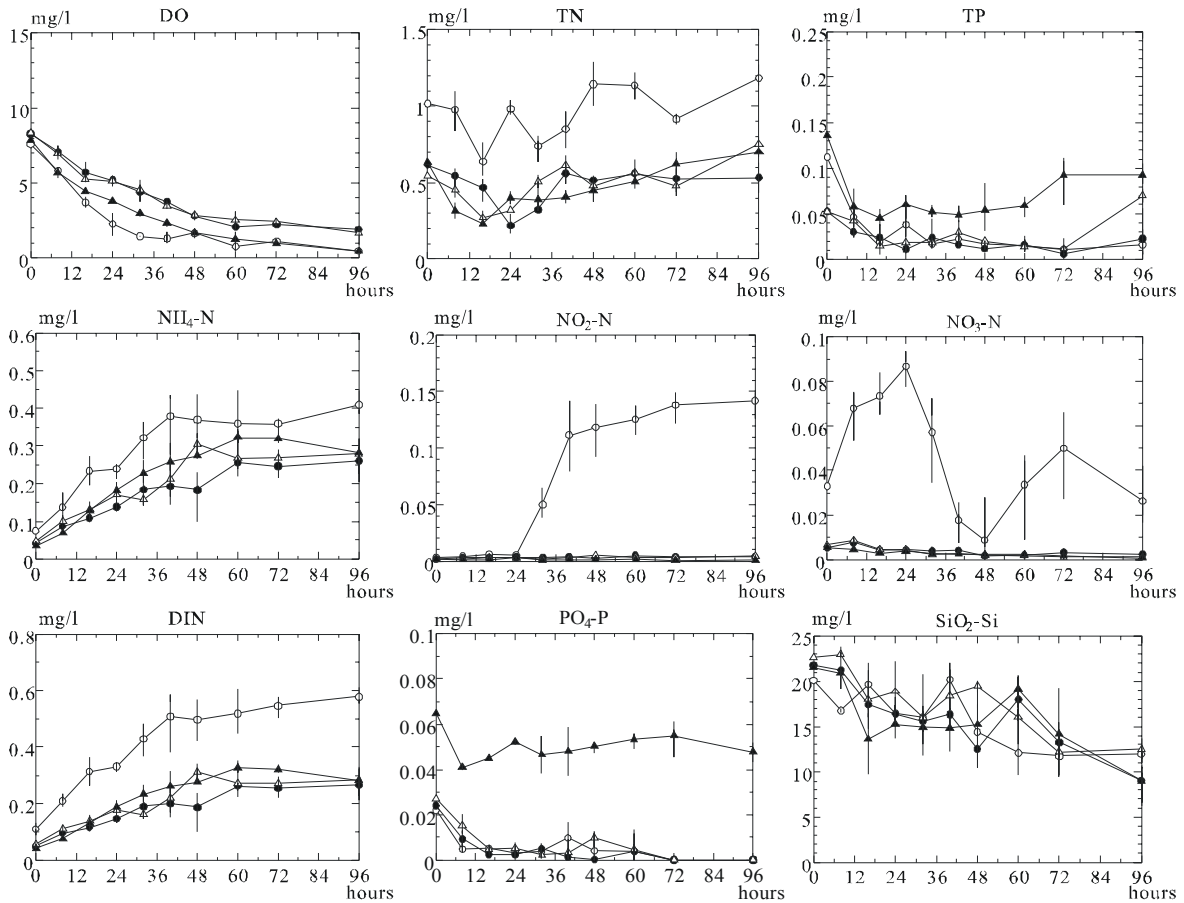 mg/l DO
15
10
5
0
0 12 24 36 48 60 72 84 96
hours
mg/l TN
1.5
1
0.5
0
0 12 24 36 48 60 72 84 96
hours
mg/l TP
0.25
0.20
0.15
0.10
0.05
0
0 12 24 36 48 60 72 84 96
hours
mg/l NH₄-N
0.6
0.5
0.4
0.3
0.2
0.1
0
0 12 24 36 48 60 72 84 96
hours
mg/l NO₂-N
0.2
0.15
0.1
0.05
0
0 12 24 36 48 60 72 84 96
hours
mg/l NO₃-N
0.1
0.08
0.06
0.04
0.02
0
0 12 24 36 48 60 72 84 96
hours
mg/l DIN
0.8
0.6
0.4
0.2
0
0 12 24 36 48 60 72 84 96
hours
mg/l PO₄-P
0.1
0.08
0.06
0.04
0.02
0
0 12 24 36 48 60 72 84 96
hours
mg/l SiO₂-Si
25
20
15
10
5
0
0 12 24 36 48 60 72 84 96
hours